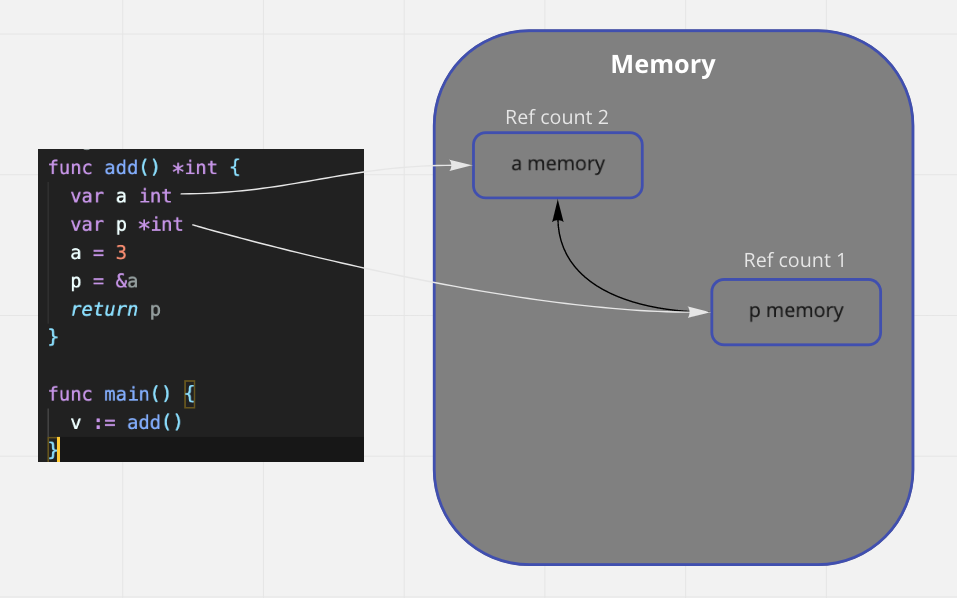 func add() *int {
var a int
var p *int
a = 3
p = &a
return p
}
func main() {
v := add()
}
Memory
Ref count 2
a memory
Ref count 1
p memory